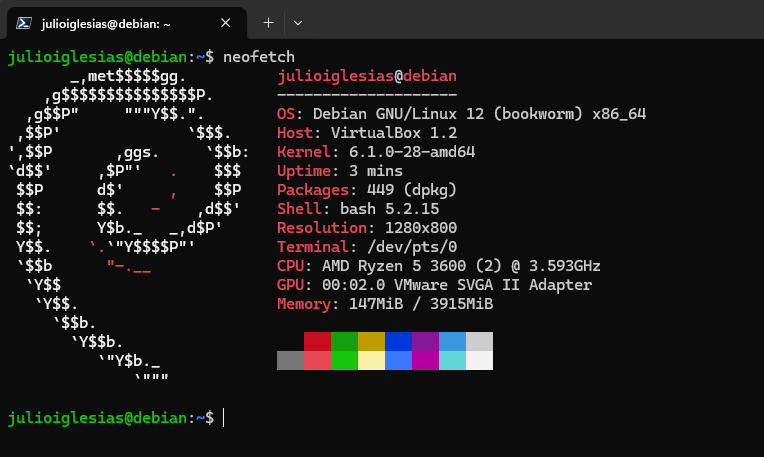 julioiglesias@debian: ~
julioiglesias@debian:~$ neofetch
       _,met$$$$$gg.          julioiglesias@debian
    ,g$$$$$$$$$$$$$$$P.       --------------------
  ,g$$P"     """Y$$.".        OS: Debian GNU/Linux 12 (bookworm) x86_64
 ,$$P'              `$$$.     Host: VirtualBox 1.2
',$$P       ,ggs.     `$$b:   Kernel: 6.1.0-28-amd64
`d$$'     ,$P"'   .    $$$    Uptime: 3 mins
 $$P      d$'     ,    $$P    Packages: 449 (dpkg)
 $$:      $$.   -    ,d$$'    Shell: bash 5.2.15
 $$;      Y$b._   _,d$P'      Resolution: 1280x800
 Y$$.    `.`"Y$$$$P"'         Terminal: /dev/pts/0
 `$$b      "-.__              CPU: AMD Ryzen 5 3600 (2) @ 3.593GHz
  `Y$$                        GPU: 00:02.0 VMware SVGA II Adapter
   `Y$$.                      Memory: 147MiB / 3915MiB
     `$$b.
       `Y$$b.
          `"Y$b._
              `"""
julioiglesias@debian:~$